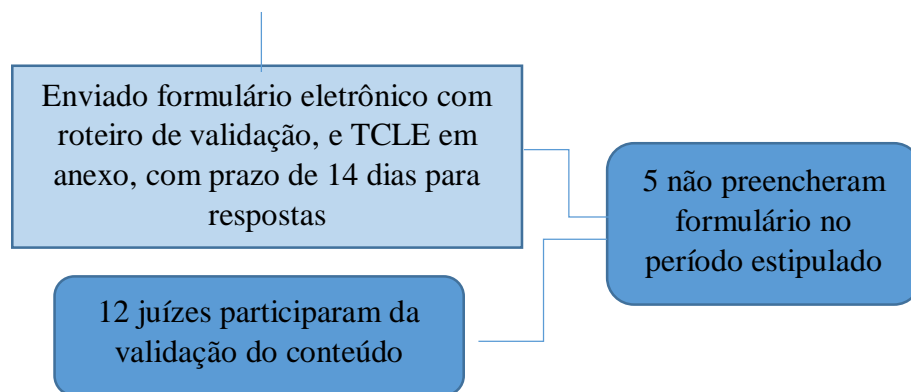 Enviado formulário eletrônico com
roteiro de validação, e TCLE em
anexo, com prazo de 14 dias para
respostas
5 não preencheram
formulário no
período estipulado
12 juízes participaram da
validação do conteúdo